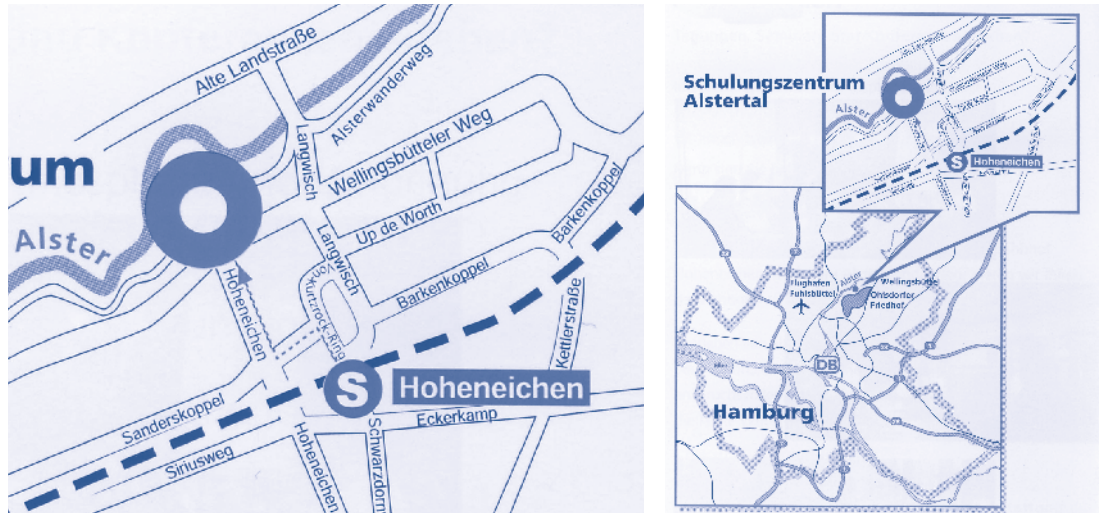 Alte Landstraße
Alsterwanderweg
Langwisch
Wellingsbütteler Weg
um
Alster
Up de Worth
Langwisch
Von-Kurtzrock-Ring
Barkenkoppel
Barkenkoppel
Hoheneichen
Kettlerstraße
S
Hoheneichen
Sanderskoppel
Eckerkamp
Siriusweg
Hoheneichen
Schwarzdorn
Schulungszentrum
Alstertal
Alster
S
Hoheneichen
Flughafen
Fuhlsbüttel
Alster
Wellingsbüttel
Ohlsdorfer
Friedhof
DB
Hamburg